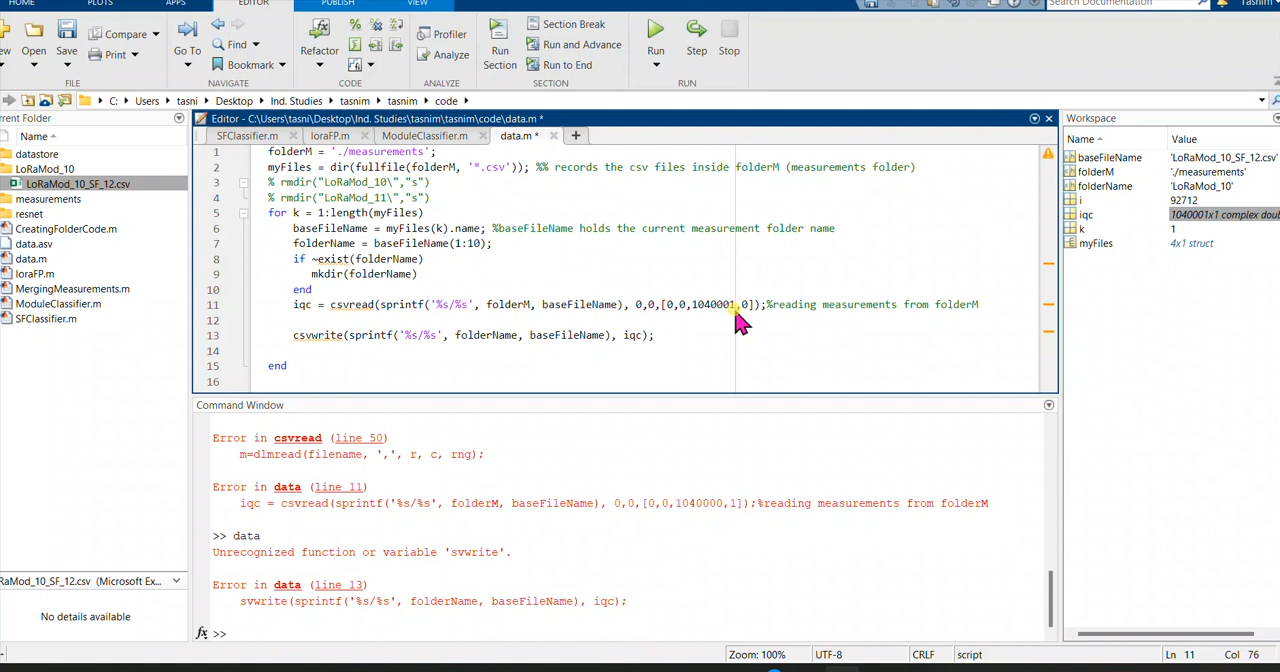 HOME PLOTS APPS EDITOR PUBLISH VIEW
Search Documentation
Tasnim
Open
Save
Compare
Print
FILE
Go To
Find
Bookmark
NAVIGATE
Refactor
CODE
Profiler
Analyze
ANALYZE
Run
Section
Section Break
Run and Advance
Run to End
SECTION
Run
Step
Stop
RUN
C: Users tasni Desktop Ind. Studies tasnim tasnim code
rrent Folder
Name
datastore
LoRaMod_10
LoRaMod_10_SF_12.csv
measurements
resnet
CreatingFolderCode.m
data.asv
data.m
loraFP.m
MergingMeasurements.m
ModuleClassifier.m
SFClassifier.m
RaMod_10_SF_12.csv (Microsoft Ex...
No details available
Editor - C:\Users\tasni\Desktop\Ind. Studies\tasnim\tasnim\code\data.m *
SFClassifier.m loraFP.m ModuleClassifier.m data.m *
1 folderM = './measurements';
2 myFiles = dir(fullfile(folderM, '*.csv')); %% records the csv files inside folderM (measurements folder)
3 % rmdir("LoRaMod_10\","s")
4 % rmdir("LoRaMod_11\","s")
5 for k = 1:length(myFiles)
6 baseFileName = myFiles(k).name; %baseFileName holds the current measurement folder name
7 folderName = baseFileName(1:10);
8 if ~exist(folderName)
9 mkdir(folderName)
10 end
11 iqc = csvread(sprintf('%s/%s', folderM, baseFileName), 0,0,[0,0,1040001,0]);%reading measurements from folderM
12
13 csvwrite(sprintf('%s/%s', folderName, baseFileName), iqc);
14
15 end
16
Command Window
Error in csvread (line 50)
m=dlmread(filename, ',', r, c, rng);
Error in data (line 11)
iqc = csvread(sprintf('%s/%s', folderM, baseFileName), 0,0,[0,0,1040000,1]);%reading measurements from folderM
>> data
Unrecognized function or variable 'svwrite'.
Error in data (line 13)
svwrite(sprintf('%s/%s', folderName, baseFileName), iqc);
fx >>
Workspace
Name Value
baseFileName 'LoRaMod_10_SF_12.csv'
folderM './measurements'
folderName 'LoRaMod_10'
i 92712
iqc 1040001x1 complex dou
k 1
myFiles 4x1 struct
Zoom: 100% UTF-8 CRLF script Ln 11 Col 76